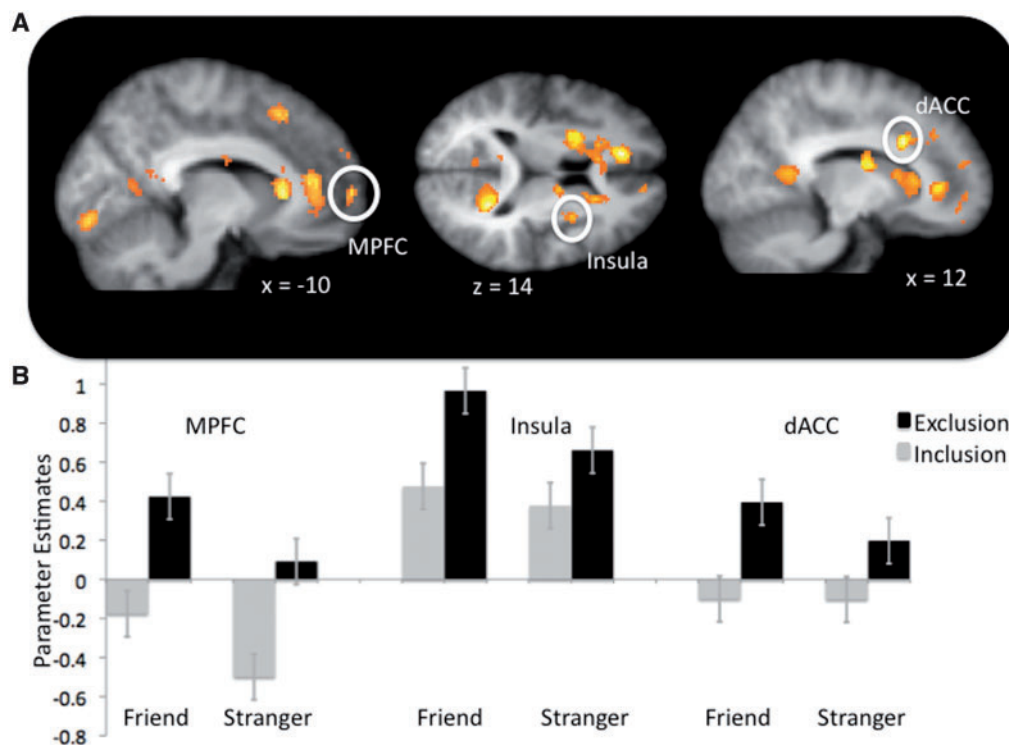 A
dACC
MPFC
Insula
x = -10
z = 14
x = 12
B
MPFC
Insula
dACC
Exclusion
Inclusion
Parameter Estimates
1
0.8
0.6
0.4
0.2
0
-0.2
-0.4
-0.6
-0.8
Friend Stranger Friend Stranger Friend Stranger